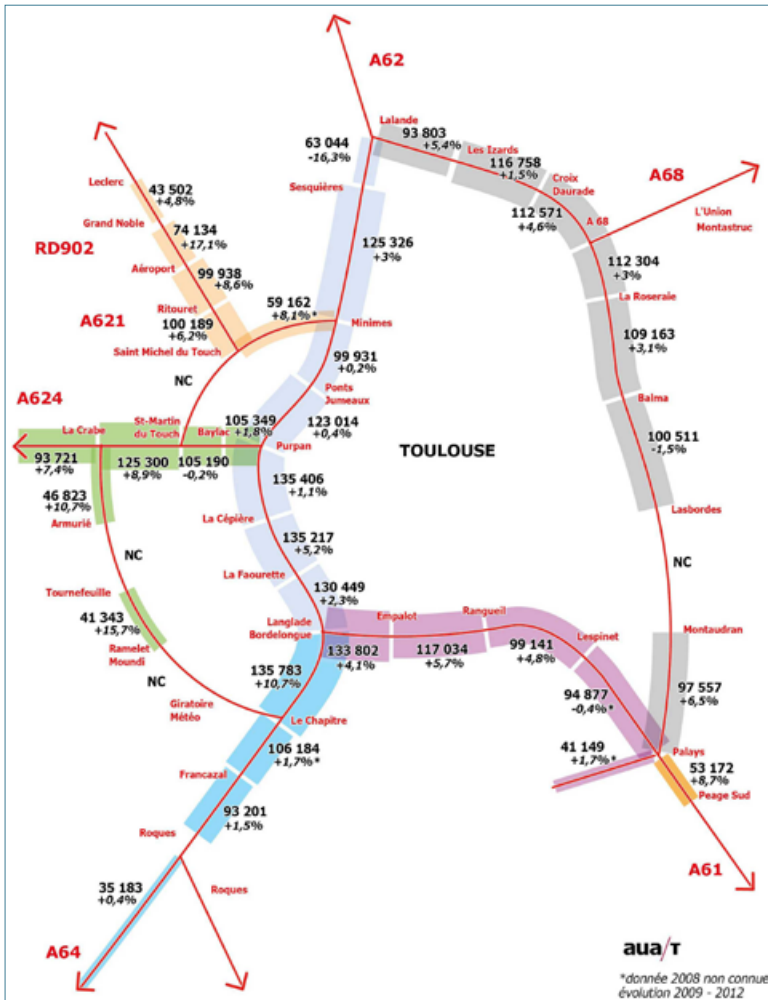 A62
Lalande
93 803
+5,4%
Les Izards
63 044
-16,3%
116 758
+1,5%
Croix
Daurade
A68
Leclerc
43 502
+4,8%
Sesquières
A 68
L'Union
Montastruc
112 571
+4,6%
Grand Noble
74 134
+17,1%
RD902
125 326
+3%
112 304
+3%
Aéroport
99 938
+8,6%
La Roseraie
59 162
+8,1%*
Ritouret
A621
100 189
+6,2%
Minimes
109 163
+3,1%
Saint Michel du Touch
99 931
+0,2%
NC
Ponts
Jumeaux
Balma
A624
La Crabe
St-Martin
du Touch
Baylac
105 349
+1,8%
123 014
+0,4%
100 511
-1,5%
Purpan
TOULOUSE
93 721
+7,4%
125 300
+8,9%
105 190
-0,2%
135 406
+1,1%
46 823
+10,7%
Armurié
La Cépière
Lasbordes
135 217
+5,2%
NC
NC
La Faourette
Tournefeuille
130 449
+2,3%
41 343
+15,7%
Langlade
Bordelongue
Empalot
Rangueil
Lespinet
Montaudran
Ramelet
Moundi
133 802
+4,1%
117 034
+5,7%
99 141
+4,8%
135 783
+10,7%
NC
94 877
-0,4%*
97 557
+6,5%
Giratoire
Météo
Le Chapitre
106 184
+1,7%*
41 149
+1,7%*
Palays
53 172
+8,7%
Francazal
Peage Sud
93 201
+1,5%
Roques
A61
35 183
+0,4%
Roques
A64
aua/T
*donnée 2008 non connue
évolution 2009 - 2012